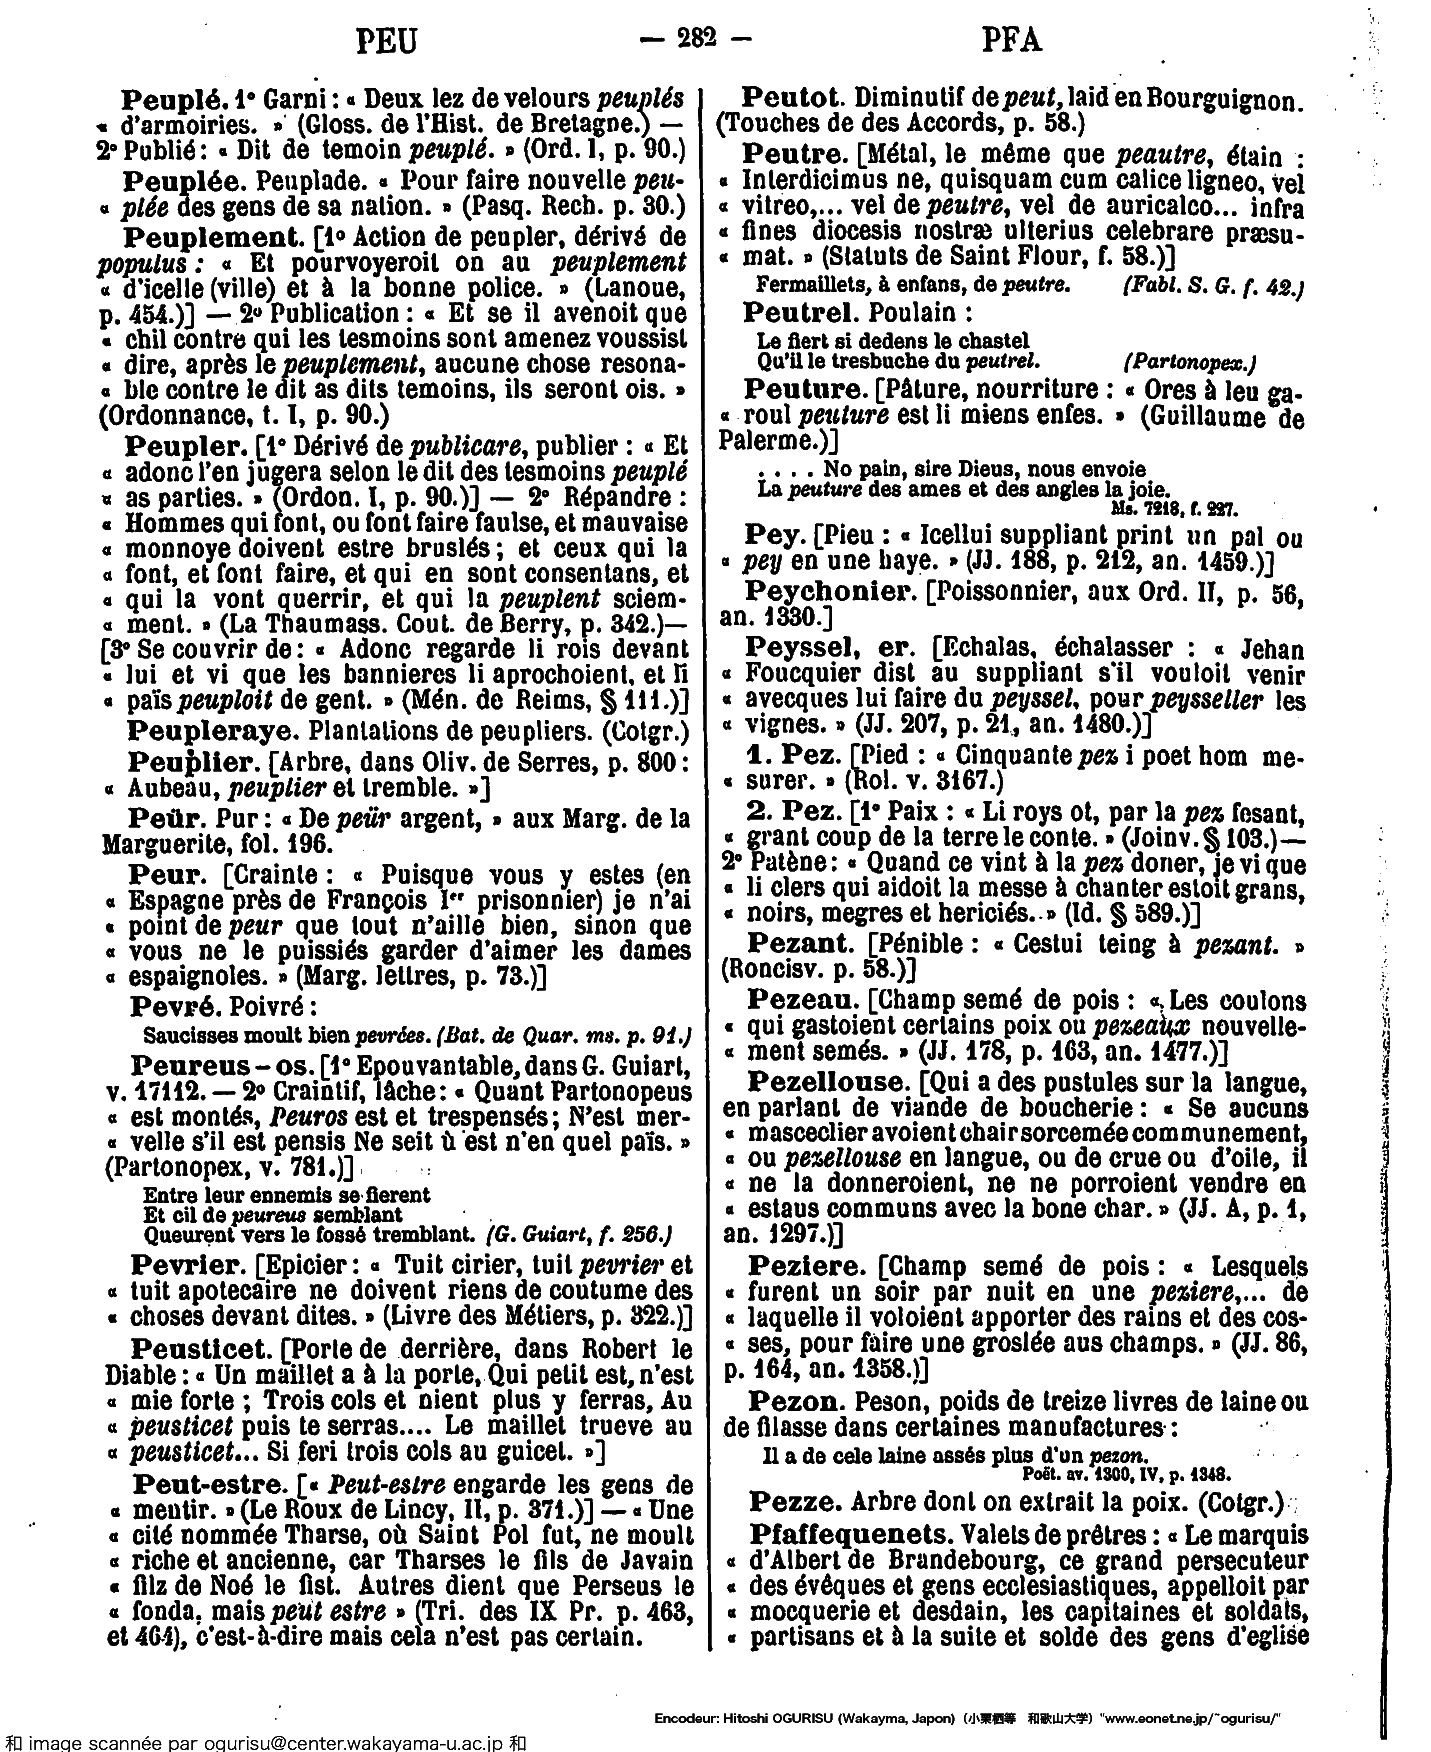 PEU — 282 — PFA
Peuplé. 1° Garni : « Deux lez de velours peuplés
« d'armoiries. » (Gloss. de l'Hist. de Bretagne.) —
2° Publié : « Dit de temoin peuplé. » (Ord. I, p. 90.)
Peuplée. Peuplade. « Pour faire nouvelle peu-
« plée des gens de sa nation. » (Pasq. Rech. p. 30.)
Peuplement. [1° Action de peupler, dérivé de
populus : « Et pourvoyeroit on au peuplement
« d'icelle (ville) et à la bonne police. » (Lanoue,
p. 454.)] — 2° Publication : « Et se il avenoit que
« chil contre qui les tesmoins sont amenez voussist
« dire, après le peuplement, aucune chose resona-
« ble contre le dit as dits temoins, ils seront ois. »
(Ordonnance, t. I, p. 90.)
Peupler. [1° Dérivé de publicare, publier : « Et
« adonc l'en jugera selon le dit des tesmoins peuplé
« as parties. » (Ordon. I, p. 90.)] — 2° Répandre :
« Hommes qui font, ou font faire faulse, et mauvaise
« monnoye doivent estre bruslés ; et ceux qui la
« font, et font faire, et qui en sont consentans, et
« qui la vont querrir, et qui la peuplent sciem-
« ment. » (La Thaumass. Cout. de Berry, p. 342.)—
[3° Se couvrir de : « Adonc regarde li rois devant
« lui et vi que les bannieres li aprochoient, et li
« païs peuploit de gent. » (Mén. de Reims, § 111.)]
Peupleraye. Plantations de peupliers. (Cotgr.)
Peuplier. [Arbre, dans Oliv. de Serres, p. 800 :
« Aubeau, peuplier et tremble. »]
Peür. Pur : « De peür argent, » aux Marg. de la
Marguerite, fol. 196.
Peur. [Crainte : « Puisque vous y estes (en
« Espagne près de François Ier prisonnier) je n'ai
« point de peur que tout n'aille bien, sinon que
« vous ne le puissiés garder d'aimer les dames
« espaignoles. » (Marg. lettres, p. 73.)]
Pevré. Poivré :
Saucisses moult bien pevrées. (Bat. de Quar. ms. p. 91.)
Peureus-os. [1° Epouvantable, dans G. Guiart,
v. 17112. — 2° Craintif, lâche : « Quant Partonopeus
« est montés, Peuros est et trespensés ; N'est mer-
« velle s'il est pensis Ne seit ù est n'en quel païs. »
(Partonopex, v. 781.)]
Entre leur ennemis se fierent
Et cil de peureus semblant
Queurent vers le fossé tremblant. (G. Guiart, f. 256.)
Pevrier. [Epicier : « Tuit cirier, tuit pevrier et
« tuit apotecaire ne doivent riens de coutume des
« choses devant dites. » (Livre des Métiers, p. 322.)]
Peusticet. [Porte de derrière, dans Robert le
Diable : « Un maillet a à la porte, Qui petit est, n'est
« mie forte ; Trois cols et nient plus y ferras, Au
« peusticet puis te serras.... Le maillet trueve au
« peusticet... Si feri trois cols au guicet. »]
Peut-estre. [« Peut-estre engarde les gens de
« mentir. » (Le Roux de Lincy, II, p. 371.)] — « Une
« cité nommée Tharse, où Saint Pol fut, ne moult
« riche et ancienne, car Tharses le fils de Javain
« filz de Noé le fist. Autres dient que Perseus le
« fonda, mais peut estre » (Tri. des IX Pr. p. 463,
et 464), c'est-à-dire mais cela n'est pas certain.
Peutot. Diminutif de peut, laid en Bourguignon.
(Touches de des Accords, p. 58.)
Peutre. [Métal, le même que peautre, étain :
« Interdicimus ne, quisquam cum calice ligneo, vel
« vitreo,... vel de peutre, vel de auricalco... infra
« fines diocesis nostræ ulterius celebrare præsu-
« mat. » (Statuts de Saint Flour, f. 58.)]
Fermaillets, à enfans, de peutre. (Fabl. S. G. f. 42.)
Peutrel. Poulain :
Le fiert si dedens le chastel
Qu'il le tresbuche du peutrel. (Partonopex.)
Peuture. [Pâture, nourriture : « Ores à leu ga-
« roul peuture est li miens enfes. » (Guillaume de
Palerme.)]
. . . . No pain, sire Dieus, nous envoie
La peuture des ames et des angles la joie.
Ms. 7218, f. 227.
Pey. [Pieu : « Icellui suppliant print un pal ou
« pey en une haye. » (JJ. 188, p. 212, an. 1459.)]
Peychonier. [Poissonnier, aux Ord. II, p. 56,
an. 1330.]
Peyssel, er. [Echalas, échalasser : « Jehan
« Foucquier dist au suppliant s'il vouloit venir
« avecques lui faire du peyssel, pour peysseller les
« vignes. » (JJ. 207, p. 21, an. 1480.)]
1. Pez. [Pied : « Cinquante pez i poet hom me-
« surer. » (Rol. v. 3167.)
2. Pez. [1° Paix : « Li roys ot, par la pez fesant,
« grant coup de la terre le conte. » (Joinv. § 103.)—
2° Patène : « Quand ce vint à la pez doner, je vi que
« li clers qui aidoit la messe à chanter estoit grans,
« noirs, megres et hericiés. » (Id. § 589.)]
Pezant. [Pénible : « Cestui teing à pezant. »
(Roncisv. p. 58.)]
Pezeau. [Champ semé de pois : « Les coulons
« qui gastoient certains poix ou pezeaux nouvelle-
« ment semés. » (JJ. 178, p. 163, an. 1477.)]
Pezellouse. [Qui a des pustules sur la langue,
en parlant de viande de boucherie : « Se aucuns
« masceclier avoient chair sorcemée communement,
« ou pezellouse en langue, ou de crue ou d'oile, il
« ne la donneroient, ne ne porroient vendre en
« estaus communs avec la bone char. » (JJ. A, p. 1,
an. 1297.)]
Peziere. [Champ semé de pois : « Lesquels
« furent un soir par nuit en une peziere,... de
« laquelle il voloient apporter des rains et des cos-
« ses, pour faire une groslée aus champs. » (JJ. 86,
p. 164, an. 1358.)]
Pezon. Peson, poids de treize livres de laine ou
de filasse dans certaines manufactures :
Il a de cele laine assés plus d'un pezon.
Poët. av. 1300, IV, p. 1348.
Pezze. Arbre dont on extrait la poix. (Cotgr.)
Pfaffequenets. Valets de prêtres : « Le marquis
« d'Albert de Brandebourg, ce grand persecuteur
« des évêques et gens ecclesiastiques, appelloit par
« mocquerie et desdain, les capitaines et soldats,
« partisans et à la suite et solde des gens d'eglise
Encodeur: Hitoshi OGURISU (Wakayma, Japon) (小栗栖等 和歌山大学) "www.eonet.ne.jp/~ogurisu/"
和 image scannée par ogurisu@center.wakayama-u.ac.jp 和